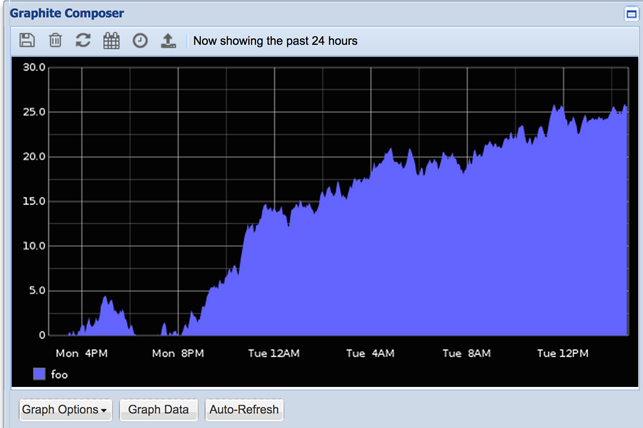 Graphite Composer
Now showing the past 24 hours
30.0
25.0
20.0
15.0
10.0
5.0
0
Mon 4PM Mon 8PM Tue 12AM Tue 4AM Tue 8AM Tue 12PM
foo
Graph Options Graph Data Auto-Refresh